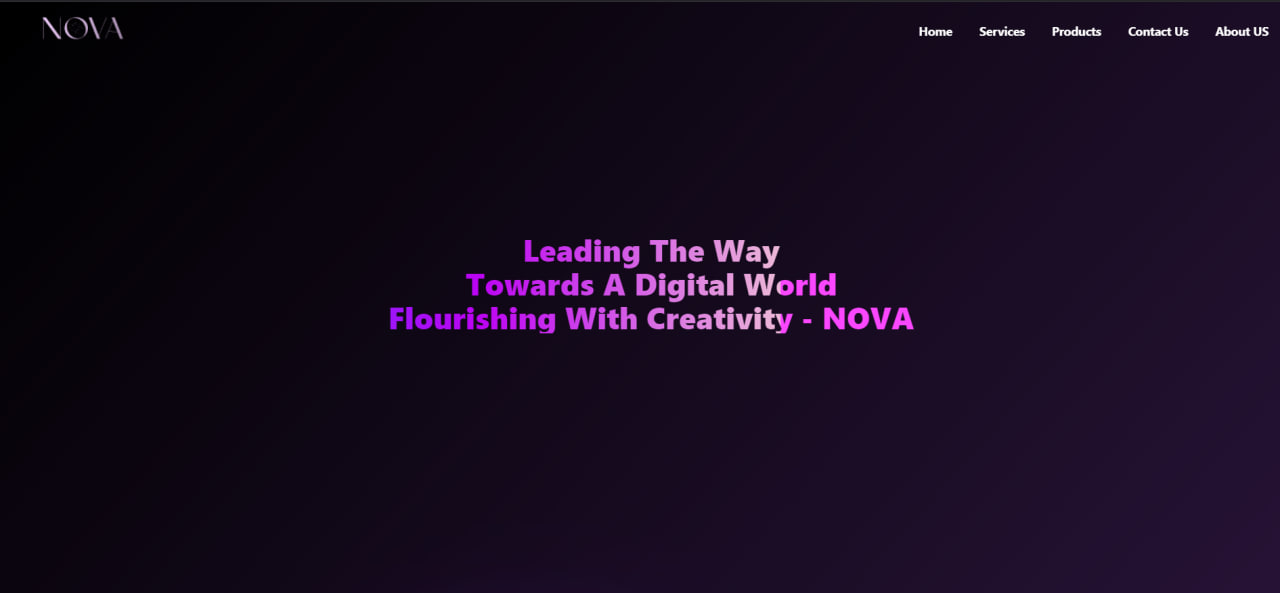 NOVA
Home Services Products Contact Us About US
Leading The Way
Towards A Digital World
Flourishing With Creativity - NOVA